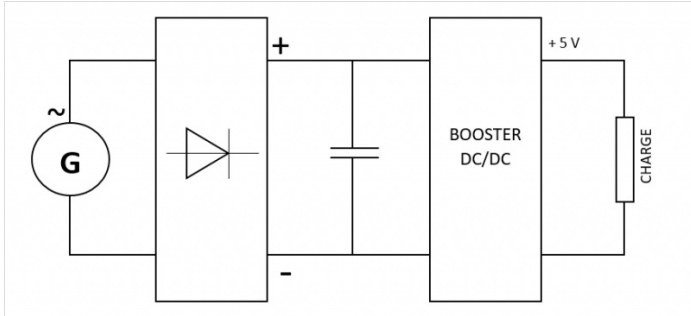 ~
G
+
-
BOOSTER
DC/DC
+ 5 V
CHARGE